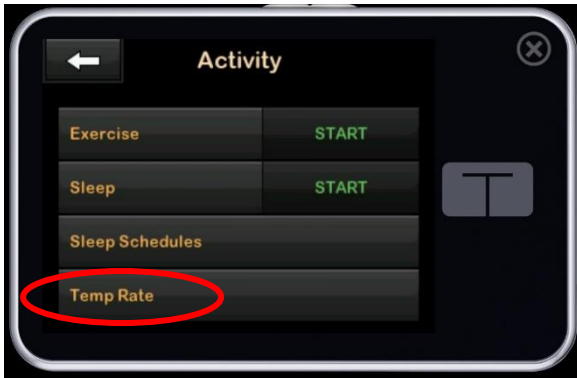 Activity
Exercise START
Sleep START
Sleep Schedules
Temp Rate